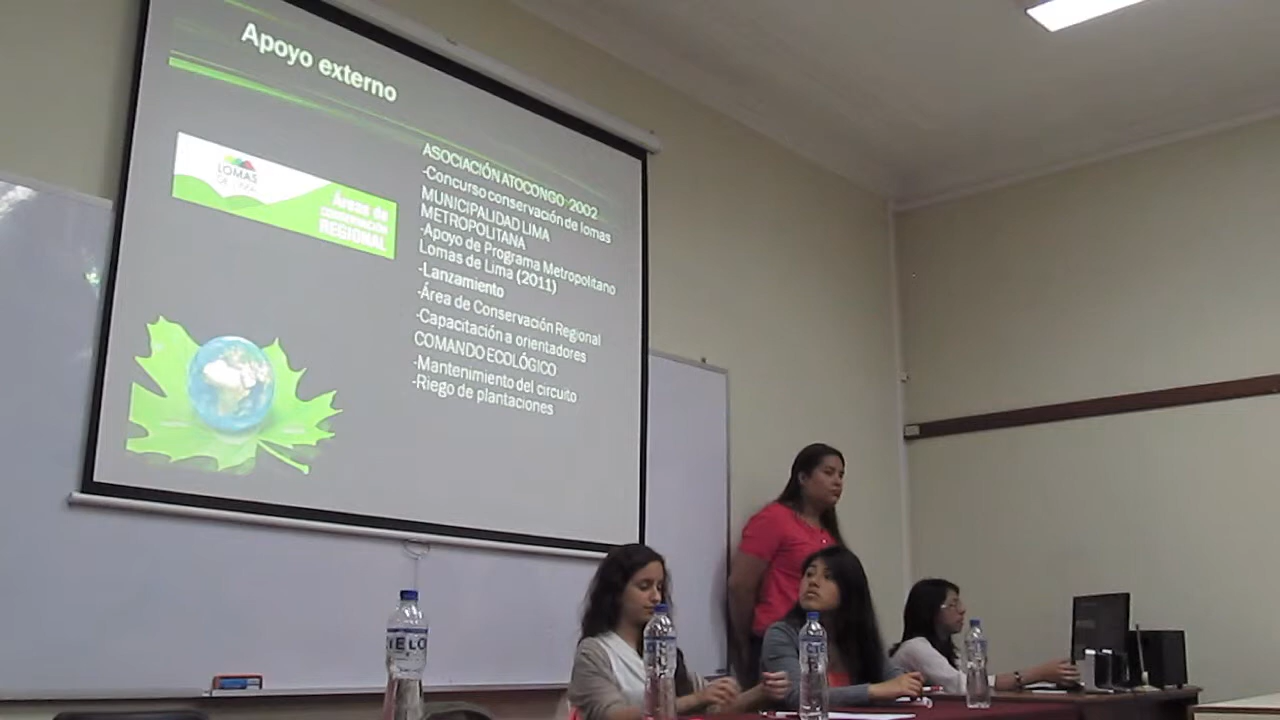 Apoyo externo
LOMAS
DE LIMA
Áreas de
CONSERVACIÓN
REGIONAL
ASOCIACIÓN ATOCONGO: 2002
-Concurso conservación de lomas
MUNICIPALIDAD LIMA
METROPOLITANA
-Apoyo de Programa Metropolitano
Lomas de Lima (2011)
-Lanzamiento
-Área de Conservación Regional
-Capacitación a orientadores
COMANDO ECOLÓGICO
-Mantenimiento del circuito
-Riego de plantaciones
CIELO